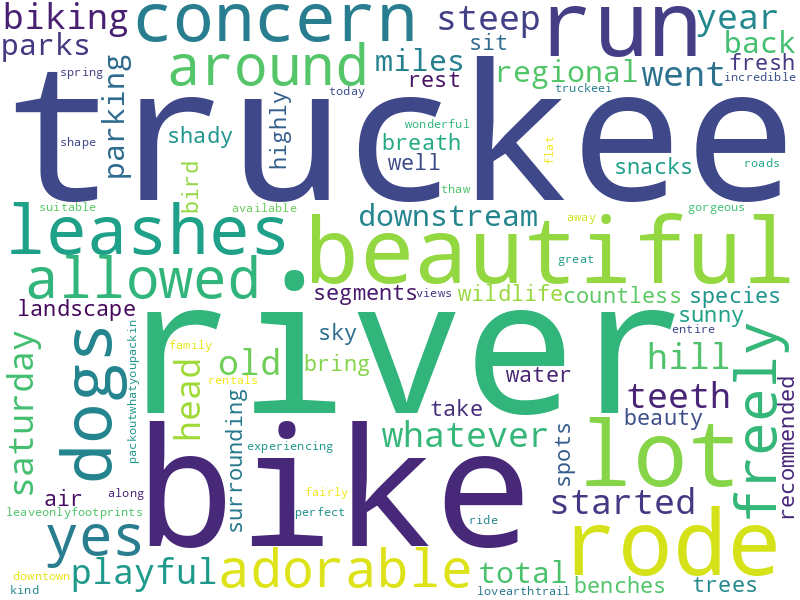 biking
concern
steep
run
year
parks
around
miles
sit
back
spring
parking
rest
regional
went
fresh
incredible
truckee
today
truckeei
shape
shady
highly
wonderful
breath
well
flat
snacks
roads
bird
thaw
suitable
available
downstream
away
gorgeous
leashes
beautiful
allowed
great
landscape
segments
views
wildlife
countless
species
sunny
river
sky
entire
saturday
dogs
packoutwhatyoupackin
family
old
bring
hill
head
rentals
water
teeth
recommended
freely
surrounding
take
beauty
whatever
lot
bike
experiencing
spots
air
along
fairly
started
leaveonlyfootprints
perfect
ride
yes
rode
downtown
playful
adorable
total
benches
trees
kind
lovearthtrail